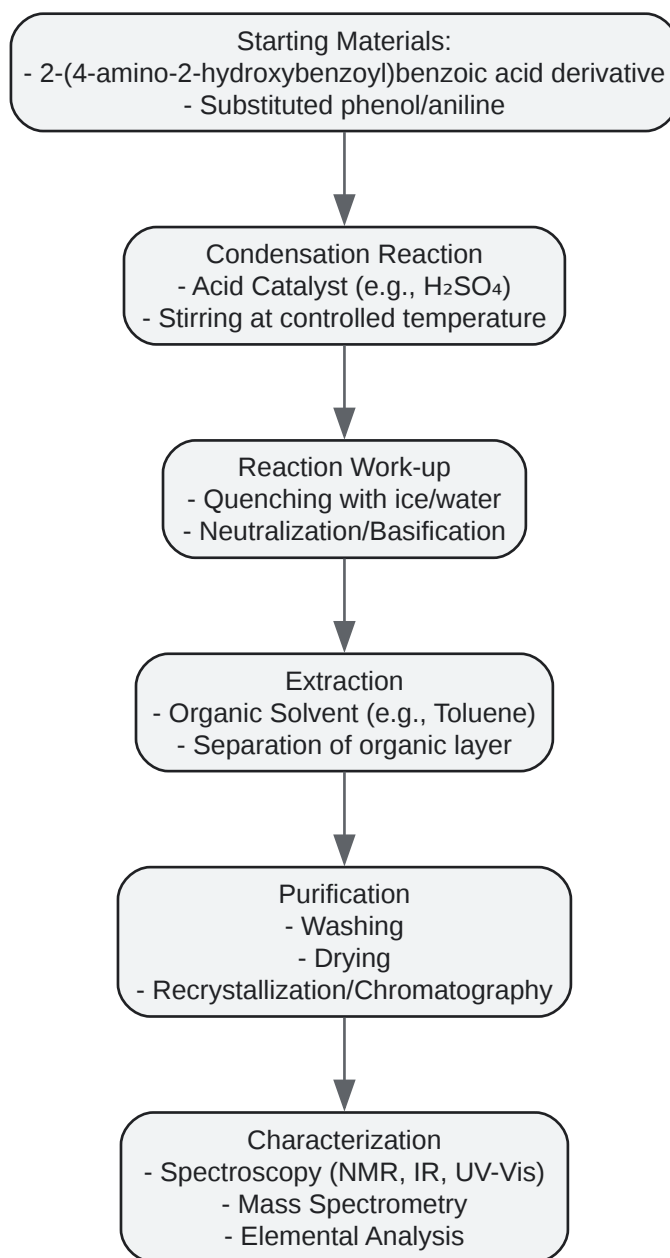 Starting Materials:
- 2-(4-amino-2-hydroxybenzoyl)benzoic acid derivative
- Substituted phenol/aniline
Condensation Reaction
- Acid Catalyst (e.g., H₂SO₄)
- Stirring at controlled temperature
Reaction Work-up
- Quenching with ice/water
- Neutralization/Basification
Extraction
- Organic Solvent (e.g., Toluene)
- Separation of organic layer
Purification
- Washing
- Drying
- Recrystallization/Chromatography
Characterization
- Spectroscopy (NMR, IR, UV-Vis)
- Mass Spectrometry
- Elemental Analysis